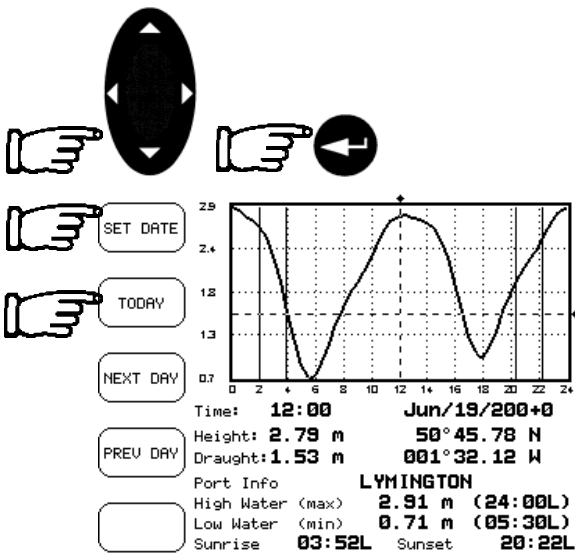 2.9
SET DATE
2.4
1.8
TODAY
1.3
NEXT DAY
0.7
0 2 4 6 8 10 12 14 16 18 20 22 24
Time: 12:00 Jun/19/200+0
Height: 2.79 m 50°45.78 N
PREV DAY
Draught: 1.53 m 001°32.12 W
Port Info LYMINGTON
High Water (max) 2.91 m (24:00L)
Low Water (min) 0.71 m (05:30L)
Sunrise 03:52L Sunset 20:22L